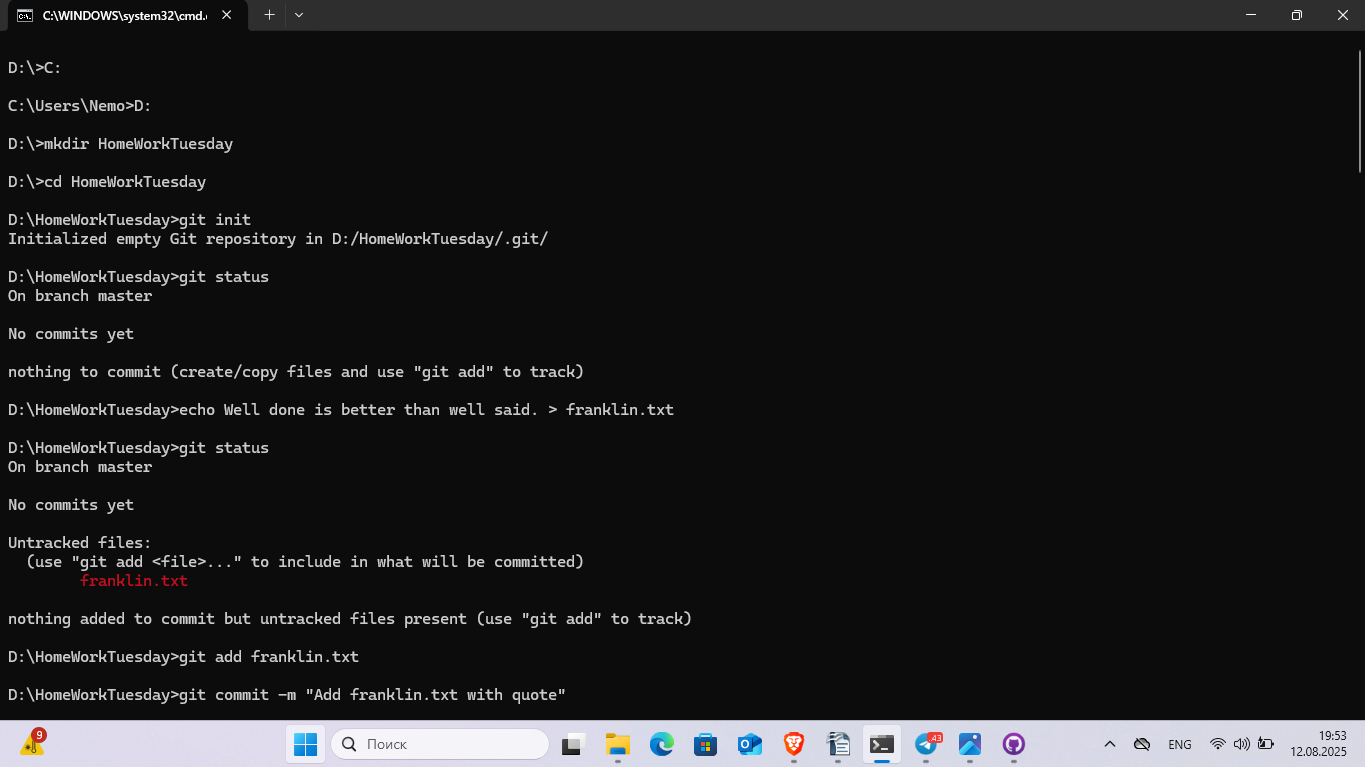 C:\WINDOWS\system32\cmd.
D:\>C:
C:\Users\Nemo>D:
D:\>mkdir HomeWorkTuesday
D:\>cd HomeWorkTuesday
D:\HomeWorkTuesday>git init
Initialized empty Git repository in D:/HomeWorkTuesday/.git/
D:\HomeWorkTuesday>git status
On branch master
No commits yet
nothing to commit (create/copy files and use "git add" to track)
D:\HomeWorkTuesday>echo Well done is better than well said. > franklin.txt
D:\HomeWorkTuesday>git status
On branch master
No commits yet
Untracked files:
  (use "git add <file>..." to include in what will be committed)
        franklin.txt
nothing added to commit but untracked files present (use "git add" to track)
D:\HomeWorkTuesday>git add franklin.txt
D:\HomeWorkTuesday>git commit -m "Add franklin.txt with quote"
9
Поиск
43
ENG
19:53
12.08.2025